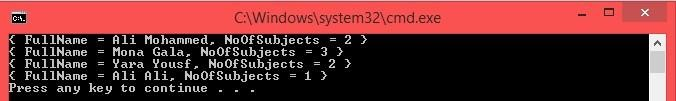 C:\Windows\system32\cmd.exe
{ FullName = Ali Mohammed, NoOfSubjects = 2 }
{ FullName = Mona Gala, NoOfSubjects = 3 }
{ FullName = Yara Yousf, NoOfSubjects = 2 }
{ FullName = Ali Ali, NoOfSubjects = 1 }
Press any key to continue . . .